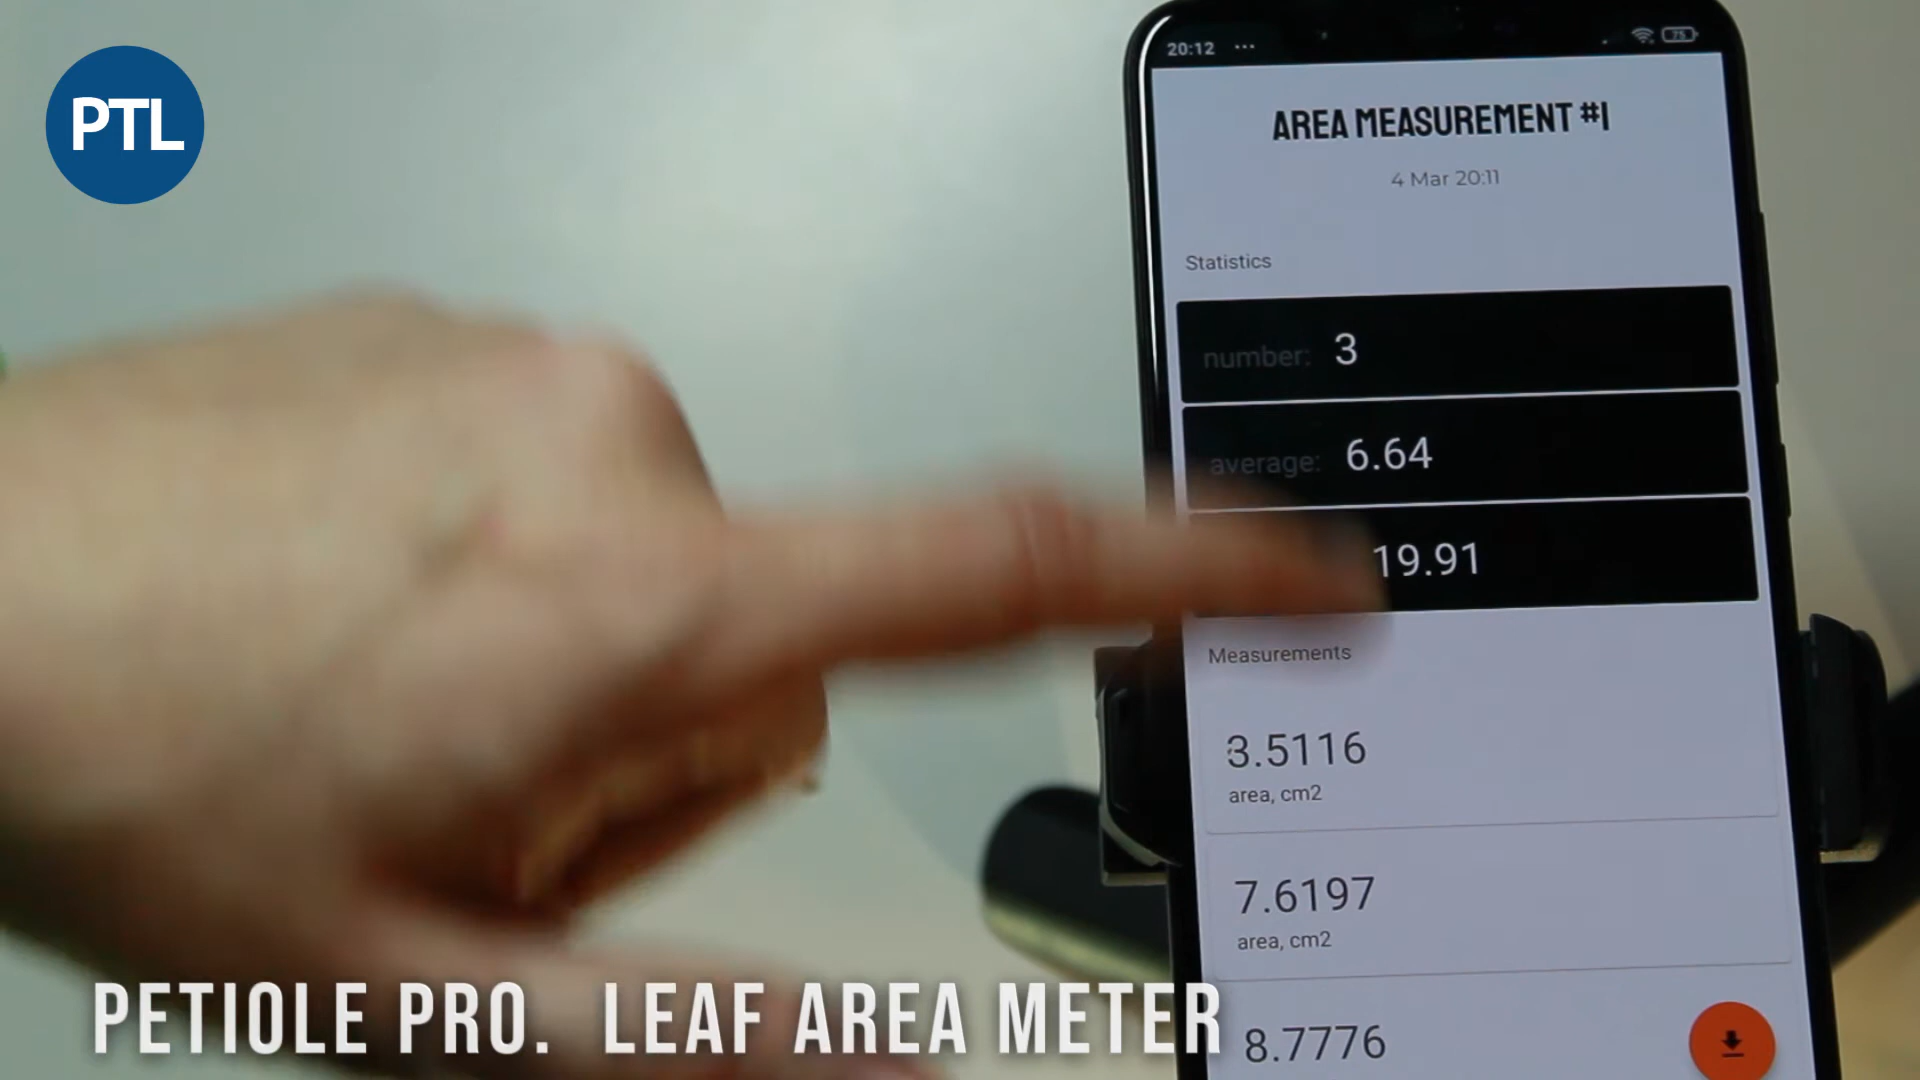 PTL
20:12 ...
75
AREA MEASUREMENT #1
4 Mar 20:11
Statistics
number: 3
average: 6.64
19.91
Measurements
3.5116
area, cm2
7.6197
area, cm2
8.7776
PETIOLE PRO. LEAF AREA METER